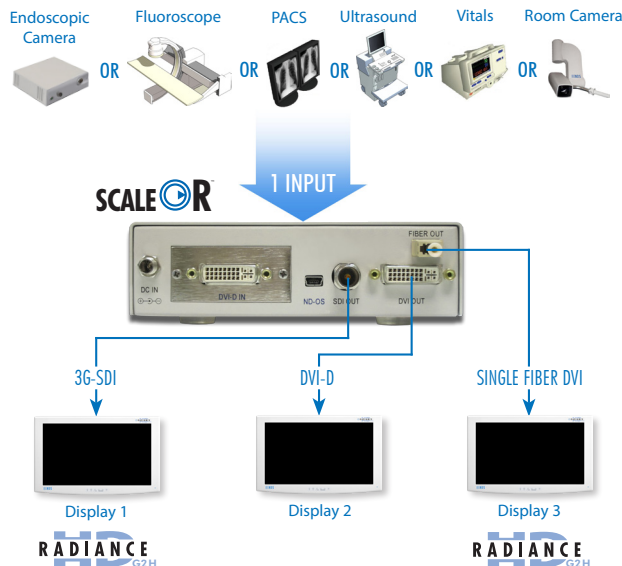 Endoscopic Camera
Fluoroscope
PACS
Ultrasound
Vitals
Room Camera
OR
OR
OR
OR
OR
1 INPUT
SCALE OR™
FIBER OUT
DC IN
DVI-D IN
ND-OS
SDI OUT
DVI OUT
3G-SDI
DVI-D
SINGLE FIBER DVI
Display 1
Display 2
Display 3
RADIANCE
HD
G2H
RADIANCE
HD
G2H